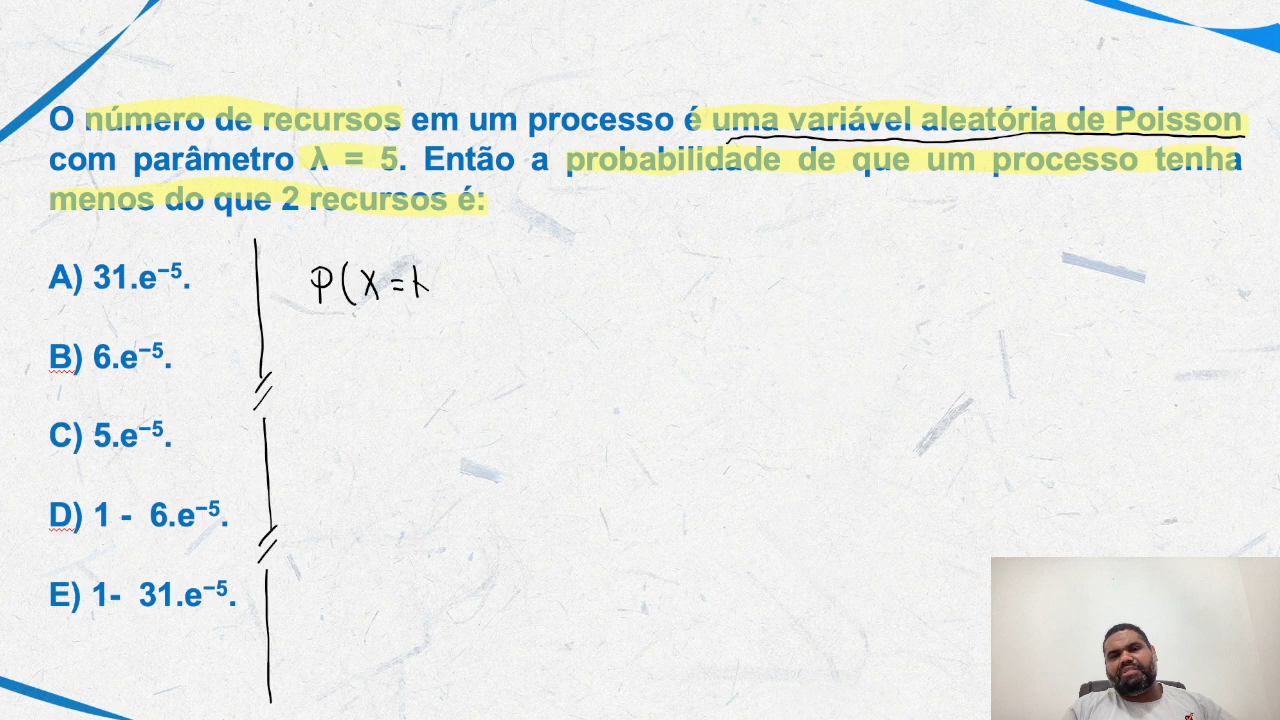 O número de recursos em um processo é uma variável aleatória de Poisson
com parâmetro λ = 5. Então a probabilidade de que um processo tenha
menos do que 2 recursos é:
A) 31.e⁻⁵.
P(X=k
B) 6.e⁻⁵.
C) 5.e⁻⁵.
D) 1 - 6.e⁻⁵.
E) 1- 31.e⁻⁵.